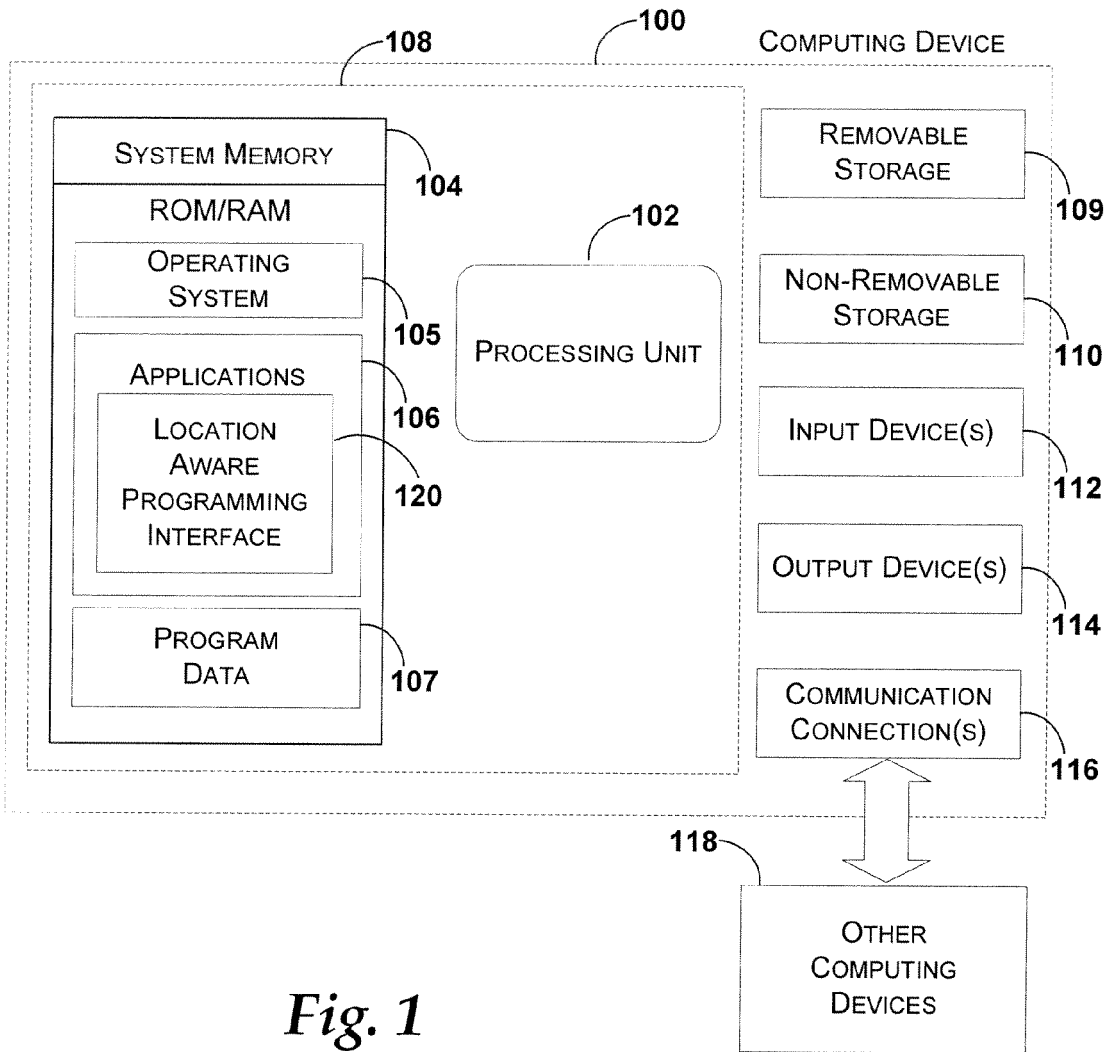 100
COMPUTING DEVICE
108
SYSTEM MEMORY
104
ROM/RAM
OPERATING
SYSTEM
105
APPLICATIONS
106
LOCATION
AWARE
PROGRAMMING
INTERFACE
120
PROGRAM
DATA
107
102
PROCESSING UNIT
REMOVABLE
STORAGE
109
NON-REMOVABLE
STORAGE
110
INPUT DEVICE(S)
112
OUTPUT DEVICE(S)
114
COMMUNICATION
CONNECTION(S)
116
118
OTHER
COMPUTING
DEVICES
Fig. 1